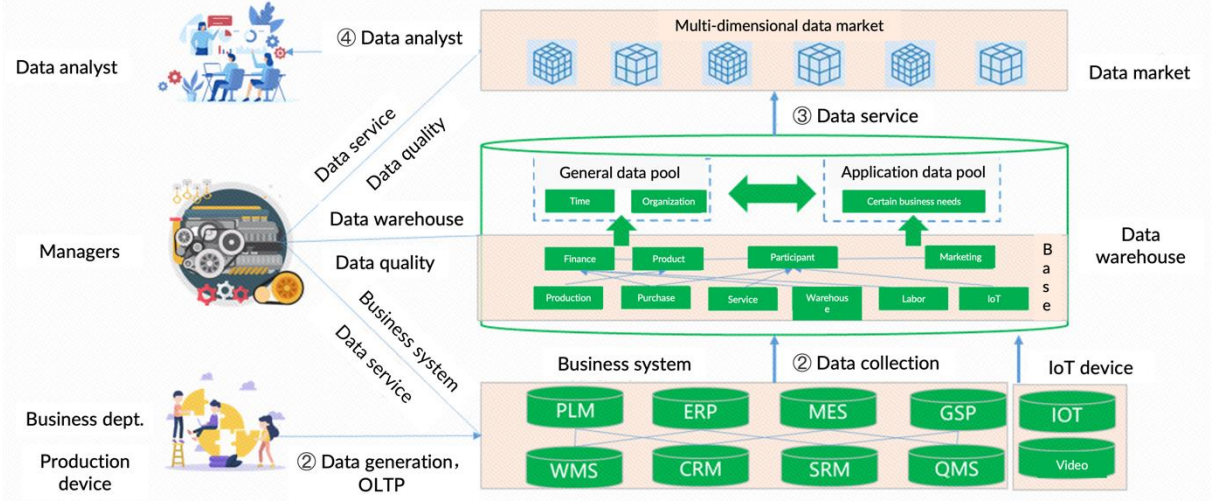 Multi-dimensional data market
④ Data analyst
Data analyst
Data market
③ Data service
Data service
Data quality
General data pool
Application data pool
Time
Organization
Certain business needs
Data warehouse
Managers
Data
warehouse
Data quality
Finance
Product
Participant
Marketing
Base
Production
Purchase
Service
Warehous
e
Labor
IoT
Business system
Data service
Business system
② Data collection
IoT device
PLM
ERP
MES
GSP
IOT
Business dept.
WMS
CRM
SRM
QMS
Video
Production
device
② Data generation,
OLTP